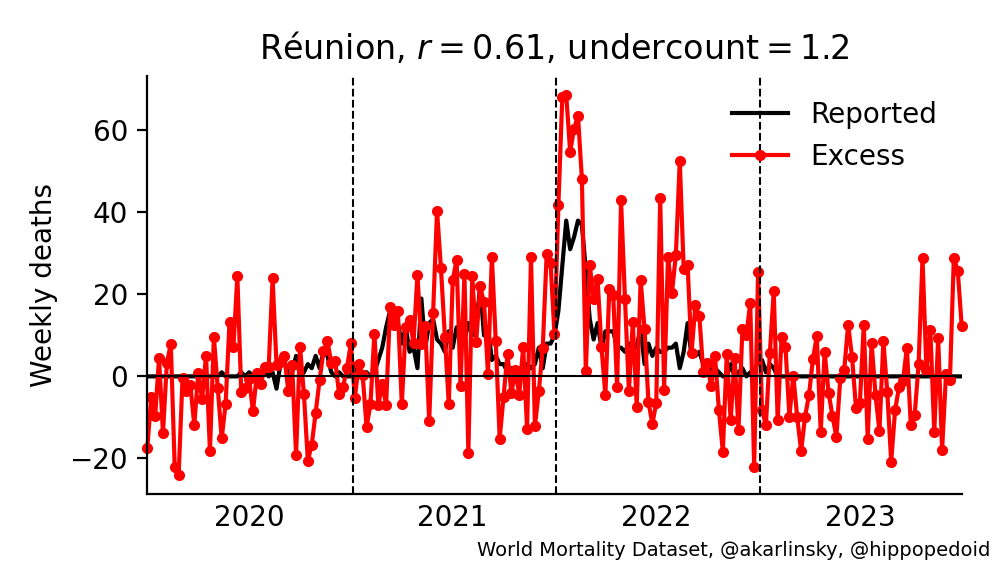 Réunion, r = 0.61, undercount = 1.2
Reported
Excess
Weekly deaths
60
40
20
0
−20
2020 2021 2022 2023
World Mortality Dataset, @akarlinsky, @hippopedoid